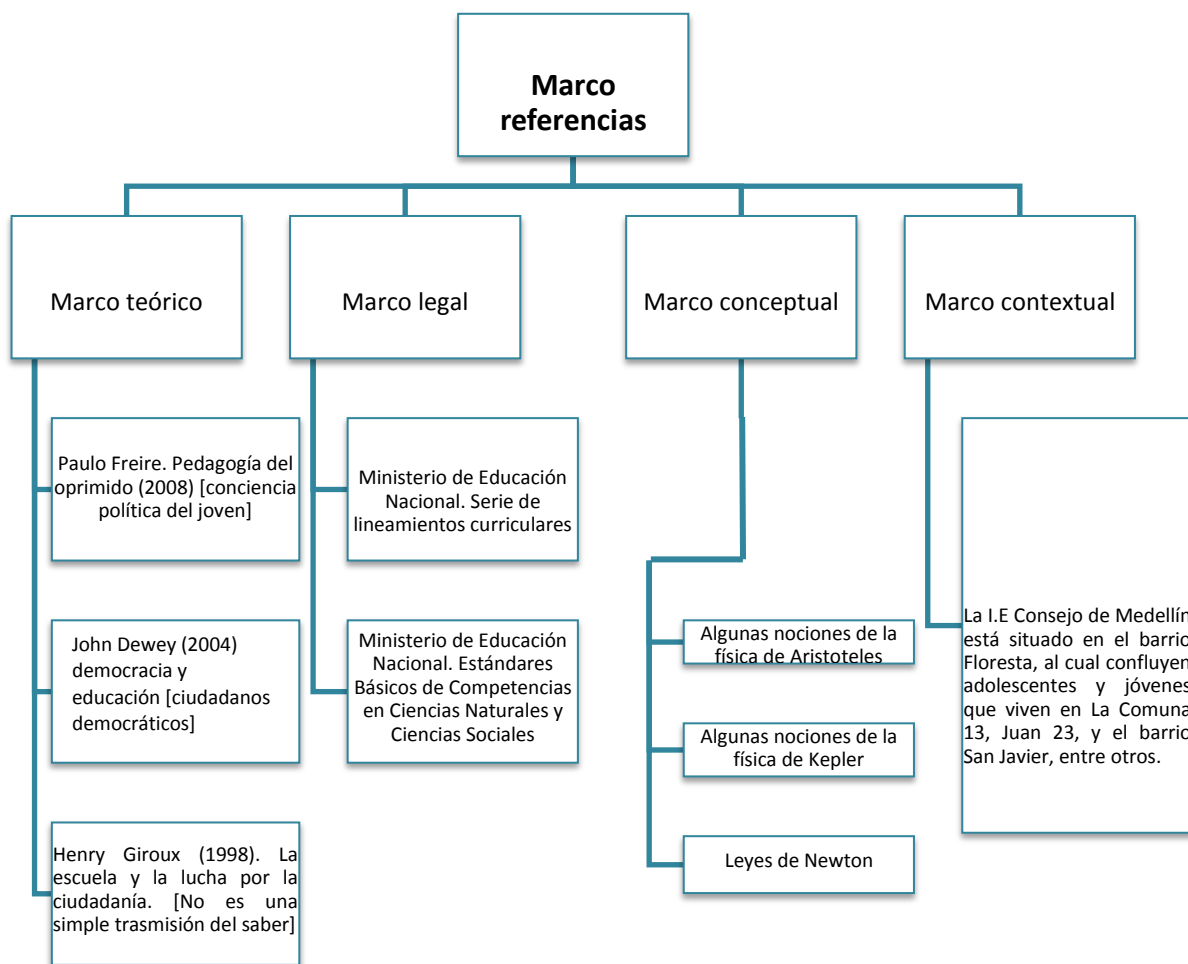 Marco
referencias
Marco teórico
Marco legal
Marco conceptual
Marco contextual
Paulo Freire. Pedagogía del
oprimido (2008) [conciencia
política del joven]
John Dewey (2004)
democracia y
educación [ciudadanos
democráticos]
Henry Giroux (1998). La
escuela y la lucha por la
ciudadanía. [No es una
simple trasmisión del saber]
Ministerio de Educación
Nacional. Serie de
lineamientos curriculares
Ministerio de Educación
Nacional. Estándares
Básicos de Competencias
en Ciencias Naturales y
Ciencias Sociales
Algunas nociones de la
física de Aristoteles
Algunas nociones de la
física de Kepler
Leyes de Newton
La I.E Consejo de Medellín
está situado en el barrio
Floresta, al cual confluyen
adolescentes y jóvenes
que viven en La Comuna
13, Juan 23, y el barrio
San Javier, entre otros.